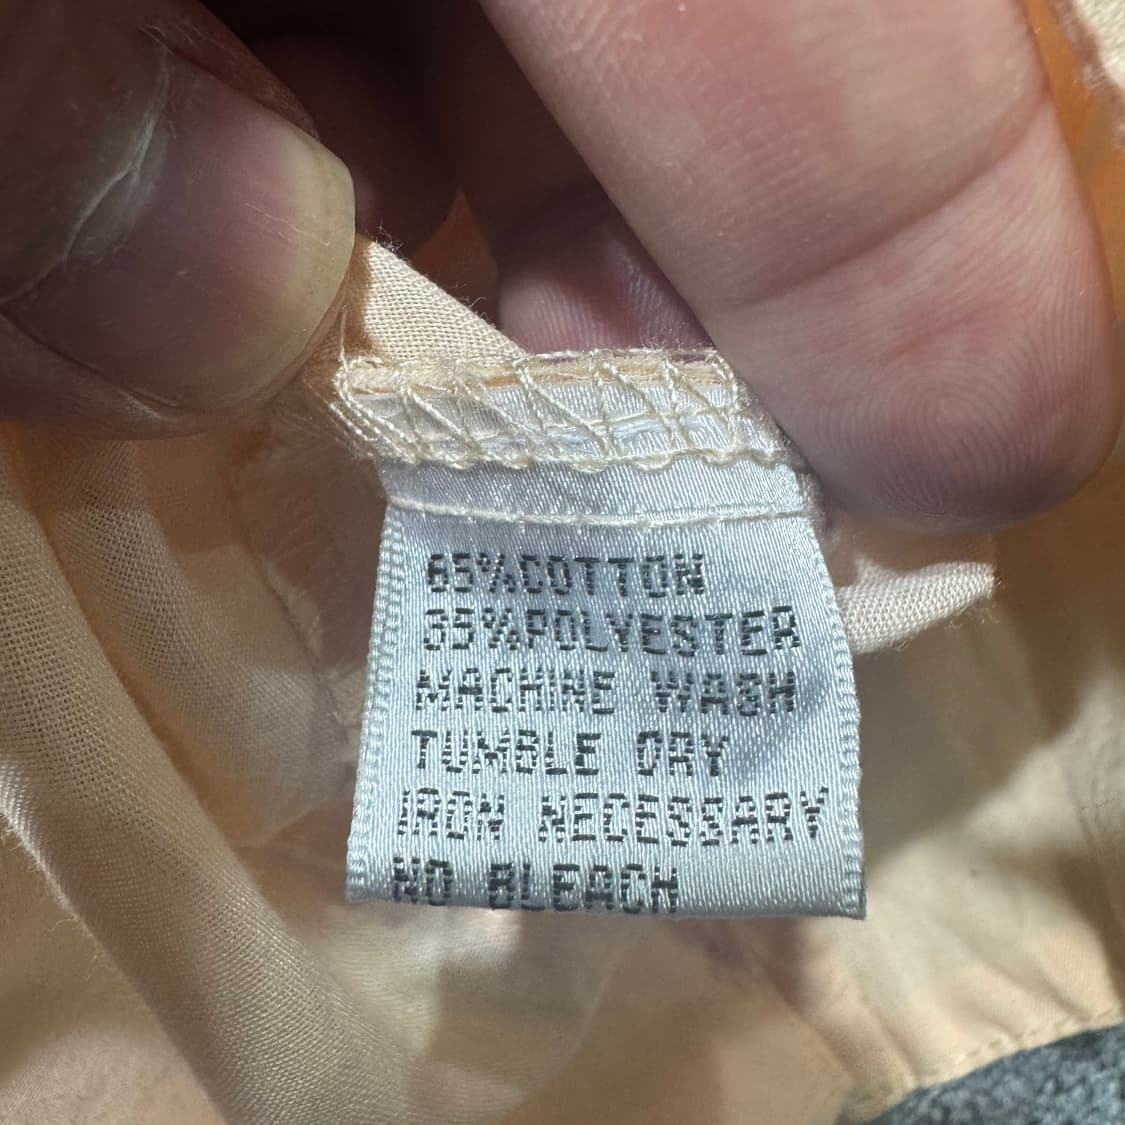 65%COTTON
35%POLYESTER
MACHINE WASH
TUMBLE DRY
IRON NECESSARY
NO BLEACH